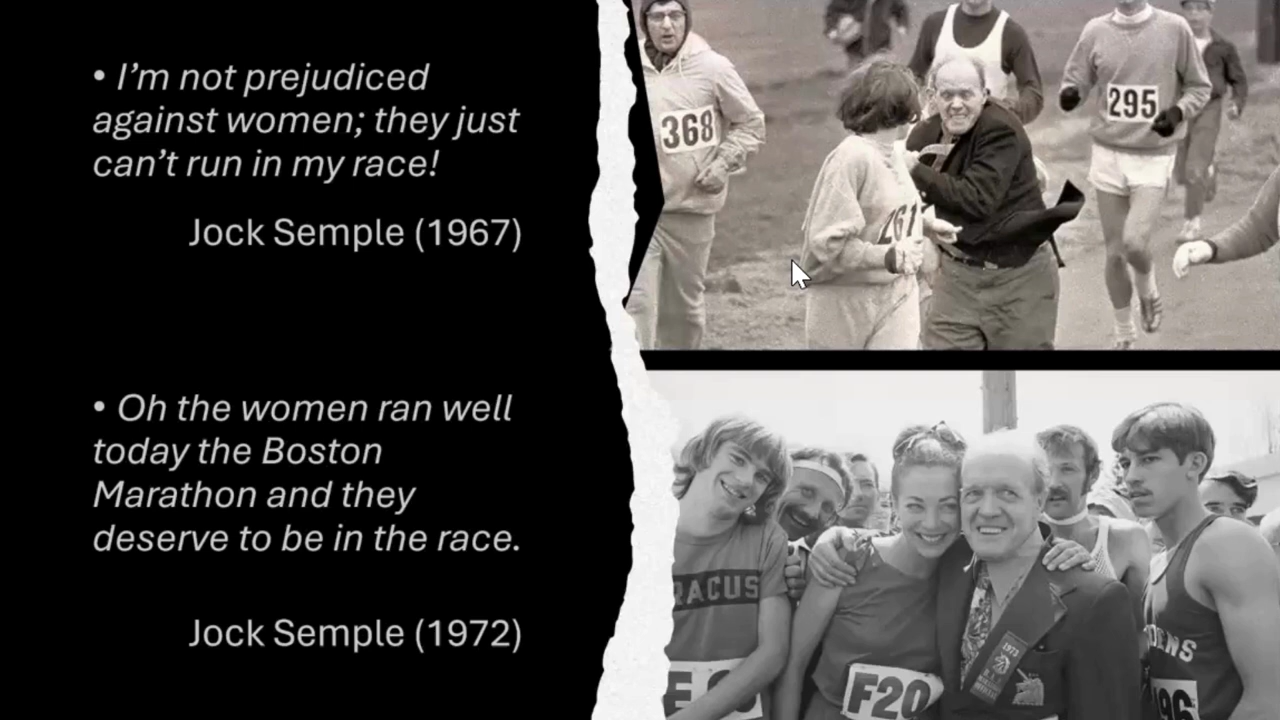 • I’m not prejudiced
against women; they just
can’t run in my race!
Jock Semple (1967)
• Oh the women ran well
today the Boston
Marathon and they
deserve to be in the race.
Jock Semple (1972)
368
261
295
RACUS
F20
1973